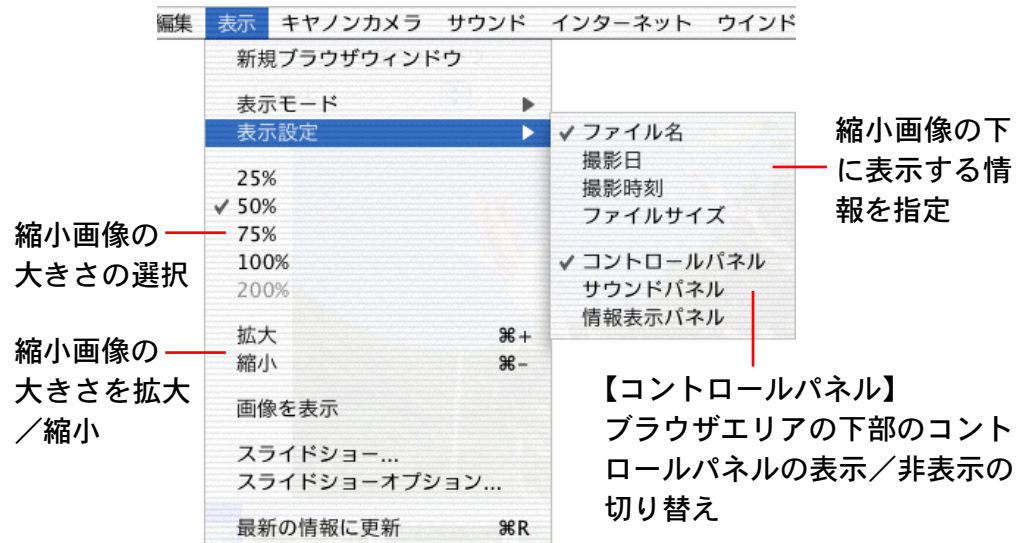 編集 表示 キヤノンカメラ サウンド インターネット ウインド
新規ブラウザウィンドウ
表示モード ▶
表示設定 ▶
25%
✓ 50%
75%
100%
200%
拡大 ⌘+
縮小 ⌘-
画像を表示
スライドショー...
スライドショーオプション...
最新の情報に更新 ⌘R
✓ ファイル名
撮影日
撮影時刻
ファイルサイズ
✓ コントロールパネル
サウンドパネル
情報表示パネル
縮小画像の
大きさの選択
縮小画像の
大きさを拡大
／縮小
縮小画像の下
に表示する情
報を指定
【コントロールパネル】
ブラウザエリアの下部のコント
ロールパネルの表示／非表示の
切り替え